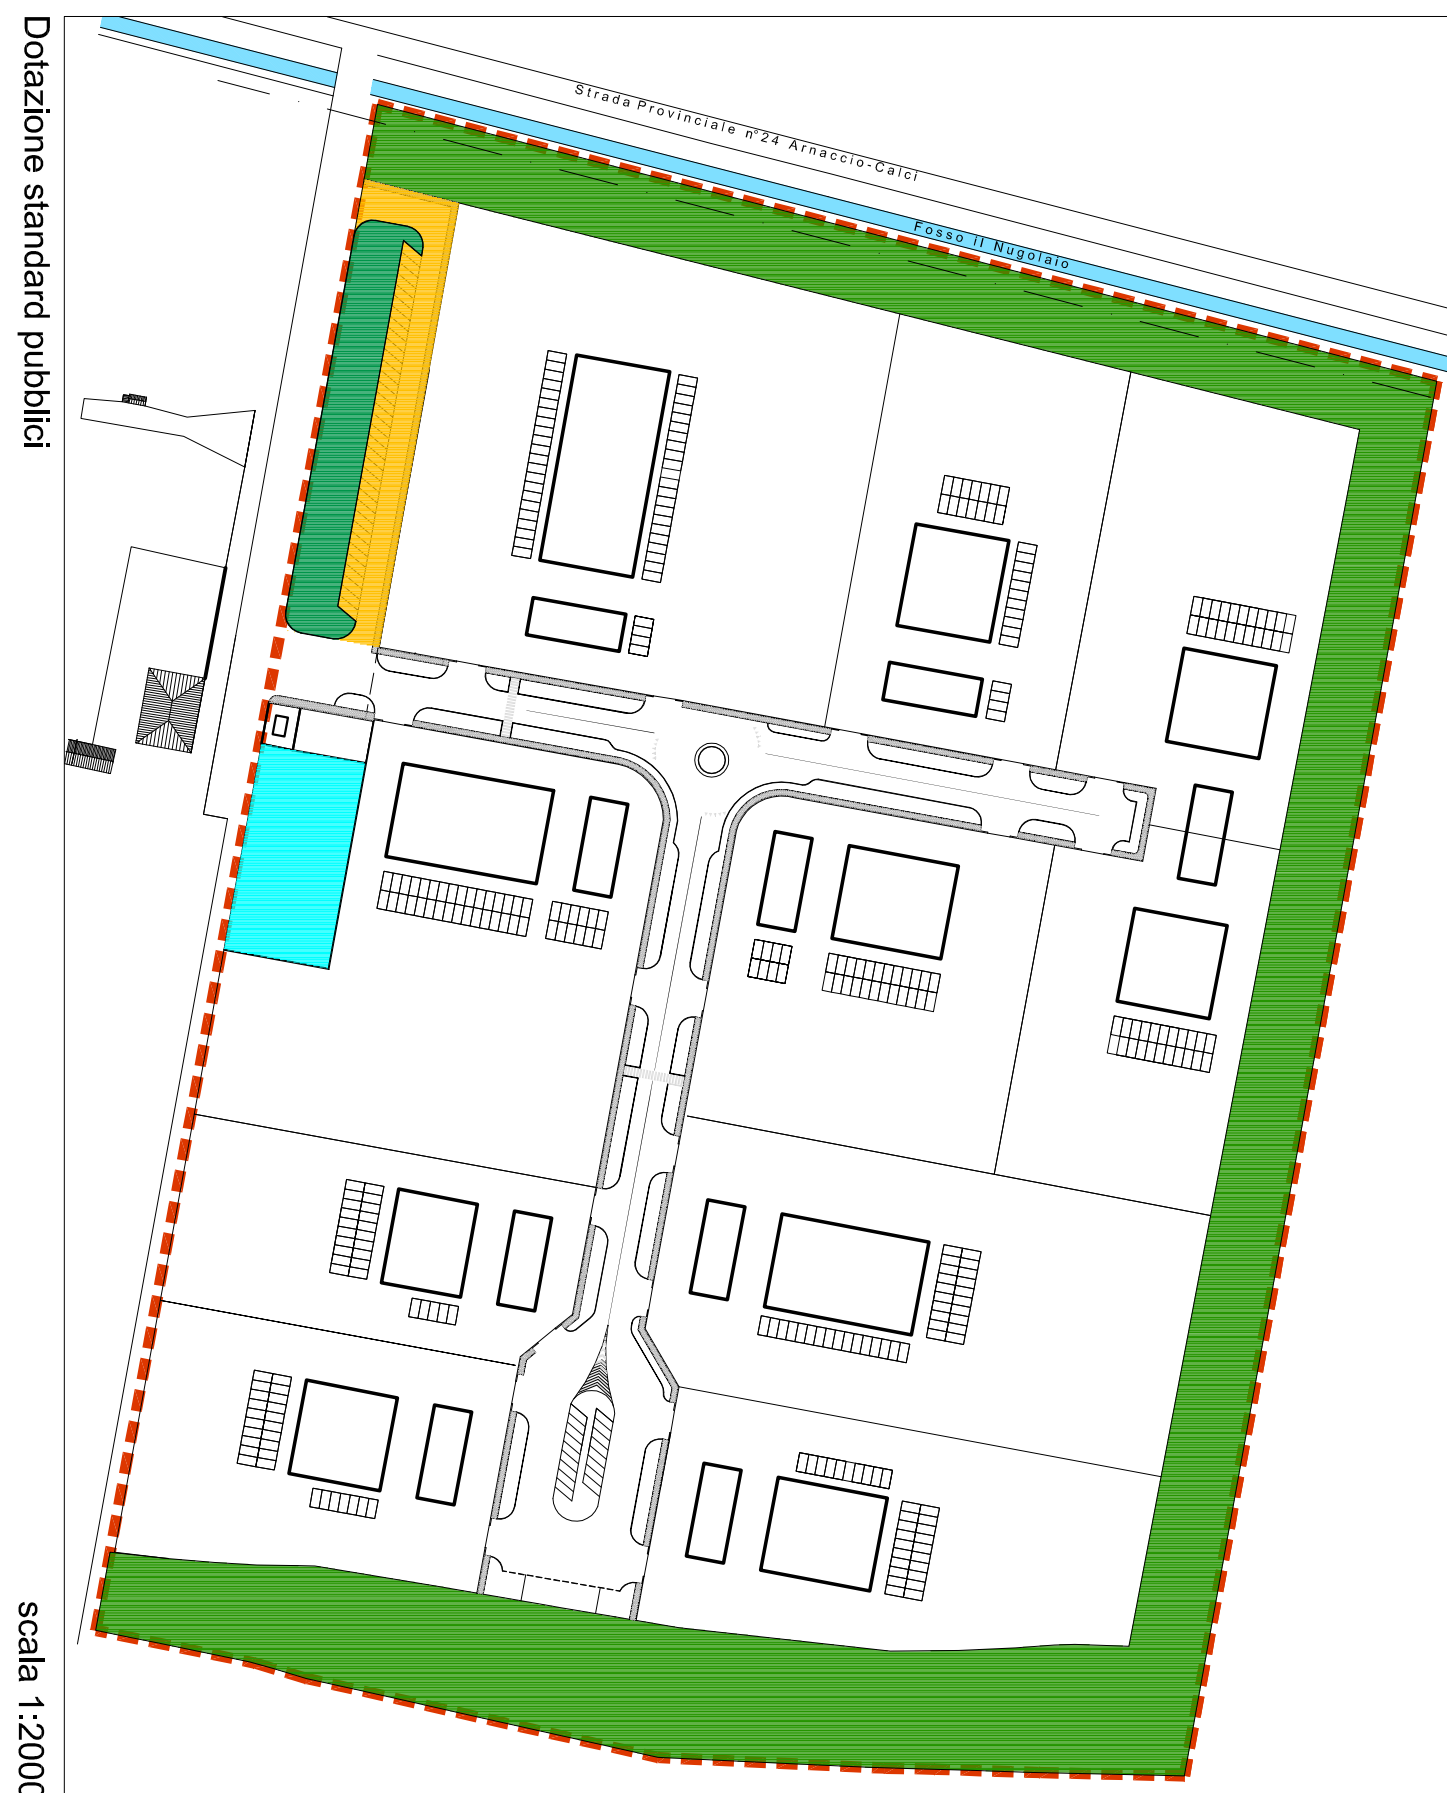 Dotazione standard pubblici
scala 1:2000
Strada Provinciale n°24 Arnaccio-Calci
Fosso il Nugolaio